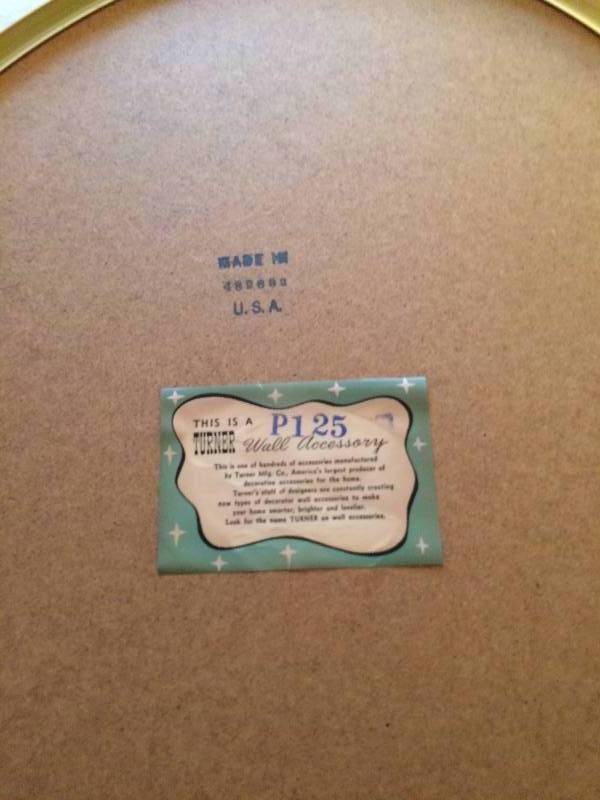 MADE IN
U.S.A.
THIS IS A P125
TURNER Wall Accessory
This is one of hundreds of accessories manufactured
by Turner Mfg. Co., America's largest producer of
decorative accessories for the home.
Turner's staff of designers are constantly creating
new types of decorator wall accessories to make
your home smarter, brighter and lovelier.
Look for the name TURNER on wall accessories.